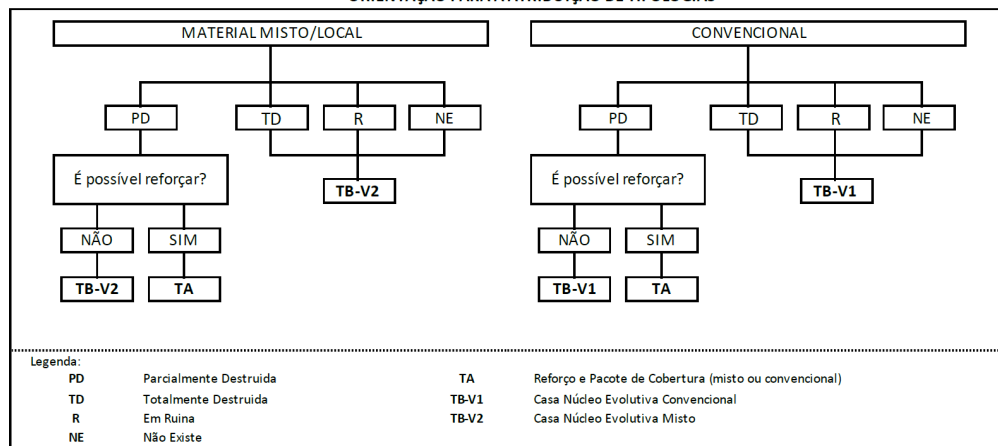 MATERIAL MISTO/LOCAL
PD
TD
R
NE
É possível reforçar?
TB-V2
NÃO
SIM
TB-V2
TA
CONVENCIONAL
PD
TD
R
NE
É possível reforçar?
TB-V1
NÃO
SIM
TB-V1
TA
Legenda:
PD Parcialmente Destruida
TD Totalmente Destruida
R Em Ruina
NE Não Existe
TA Reforço e Pacote de Cobertura (misto ou convencional)
TB-V1 Casa Núcleo Evolutiva Convencional
TB-V2 Casa Núcleo Evolutiva Misto